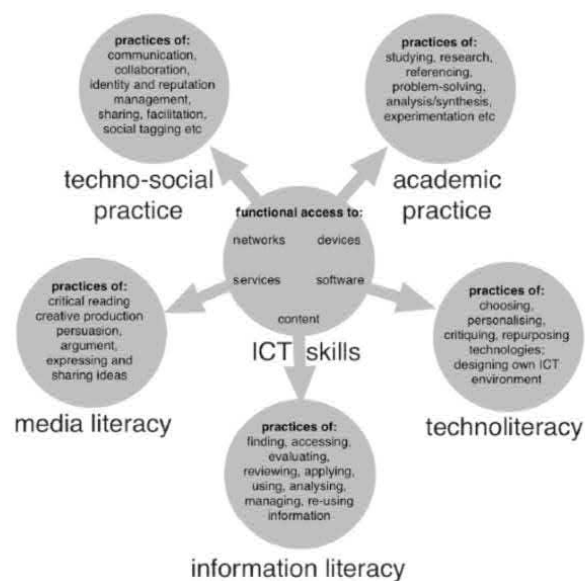 practices of:
communication,
collaboration,
identity and reputation
management,
sharing, facilitation,
social tagging etc
techno-social
practice
practices of:
studying, research,
referencing,
problem-solving,
analysis/synthesis,
experimentation etc
academic
practice
functional access to:
networks devices
services software
content
ICT skills
practices of:
critical reading
creative production
persuasion,
argument,
expressing and
sharing ideas
media literacy
practices of:
choosing,
personalising,
critiquing, repurposing
technologies;
designing own ICT
environment
technoliteracy
practices of:
finding, accessing,
evaluating,
reviewing, applying,
using, analysing,
managing, re-using
information
information literacy